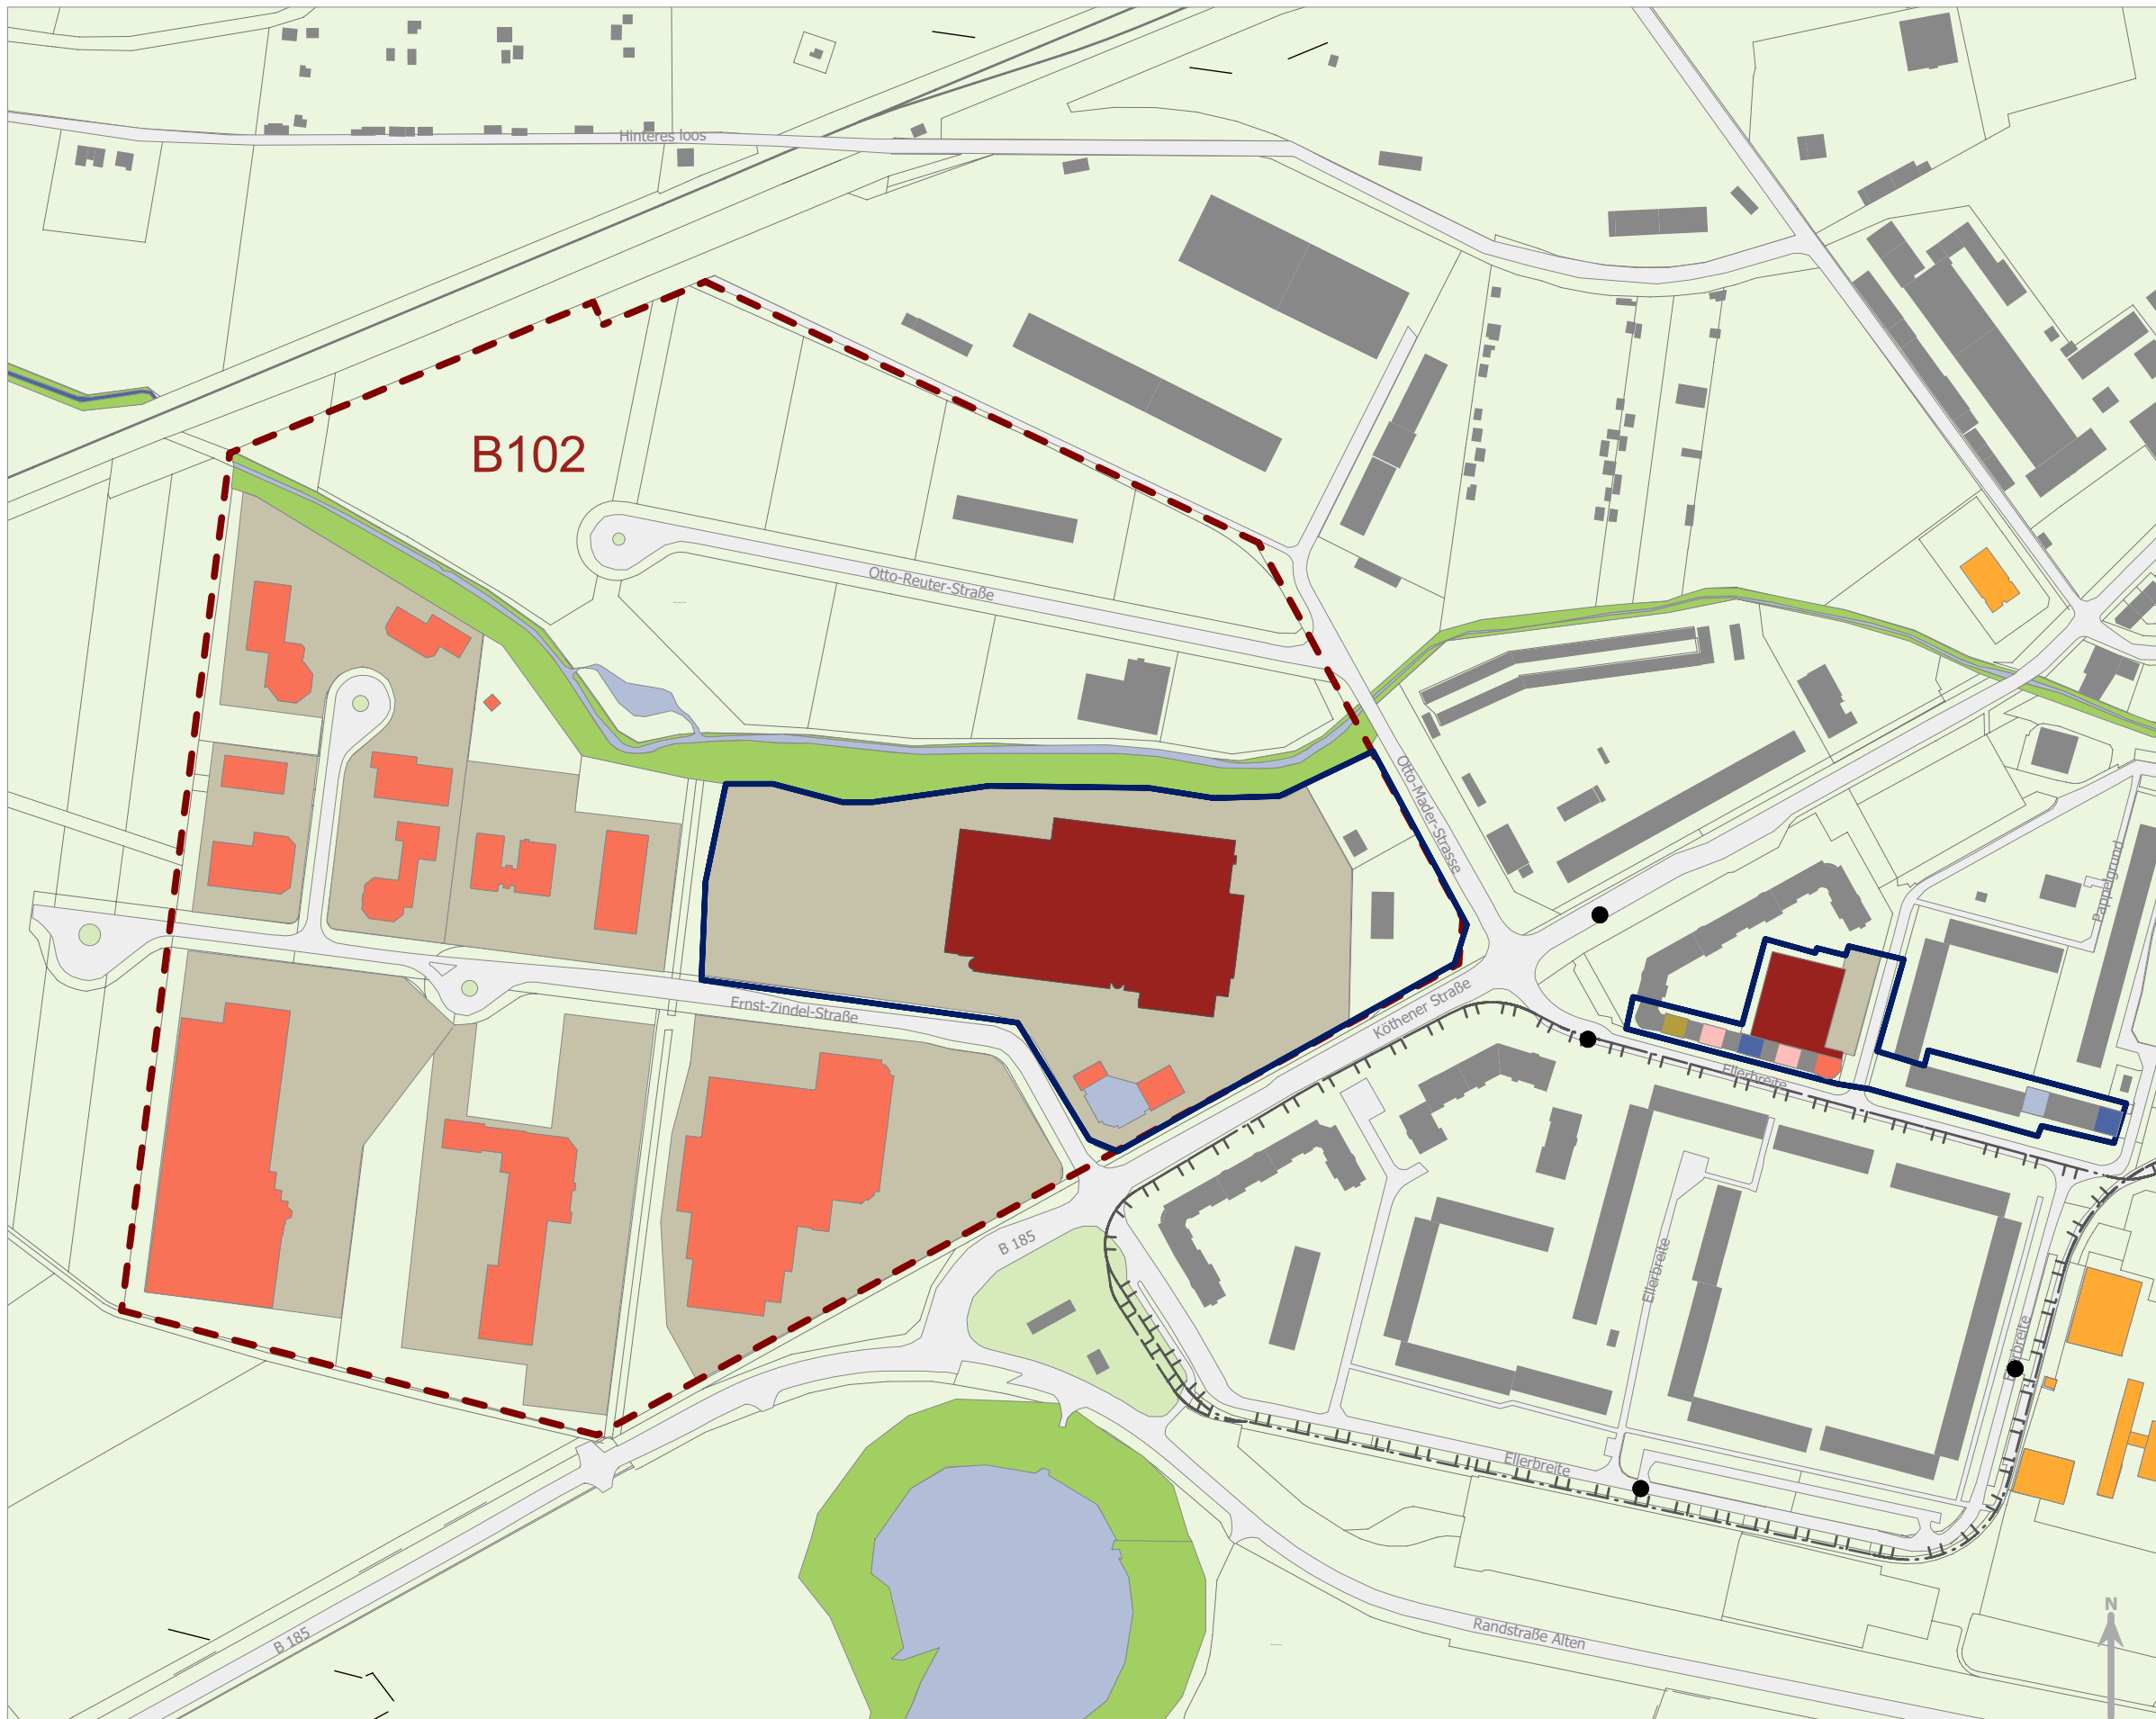 Hinteres loos
B102
Otto-Reuter-Straße
Otto-Mader-Strasse
Pappelgrund
Ernst-Zindel-Straße
Köthener Straße
Ellerbreite
B 185
Ellerbreite
Ellerbreite
Ellerbreite
B 185
Randstraße Alten
N